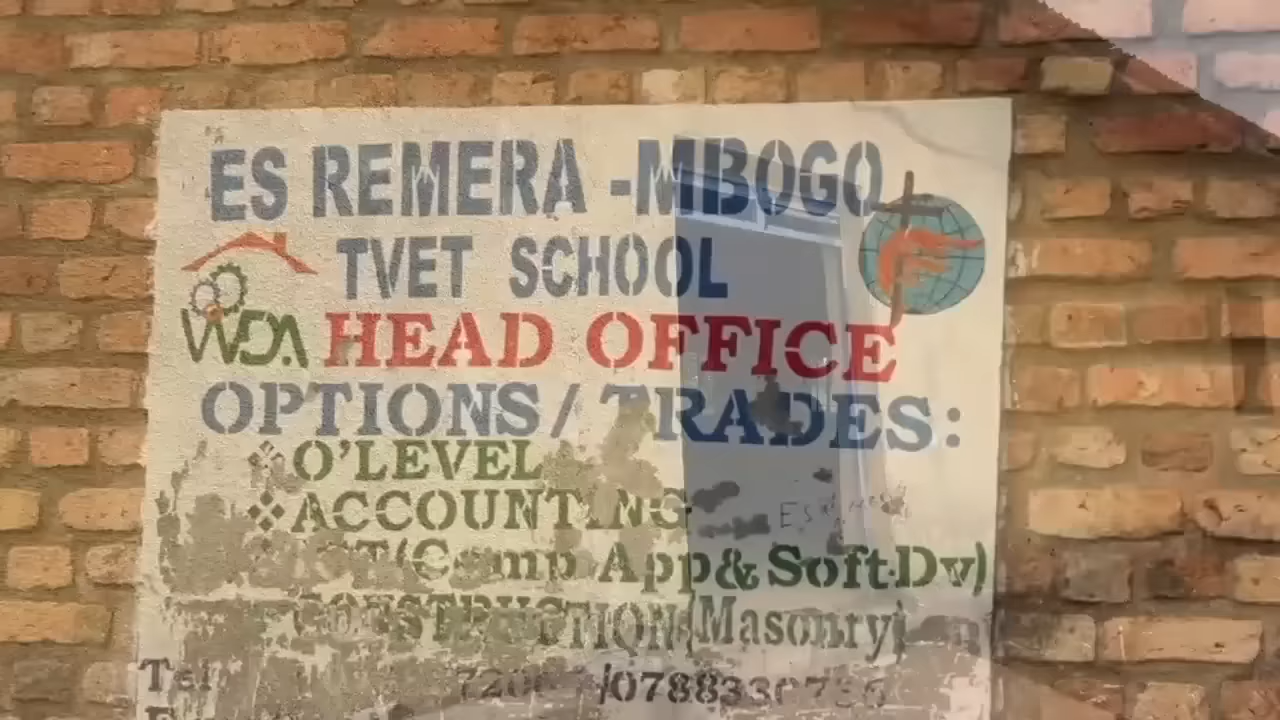 ES REMERA -MBOGO
TVET SCHOOL
WDA HEAD OFFICE
OPTIONS/ TRADES:
❖O'LEVEL
❖ACCOUNTING
ICT(Comp App&Soft.Dv)
CONSTRUCTION(Masonry)
Tel